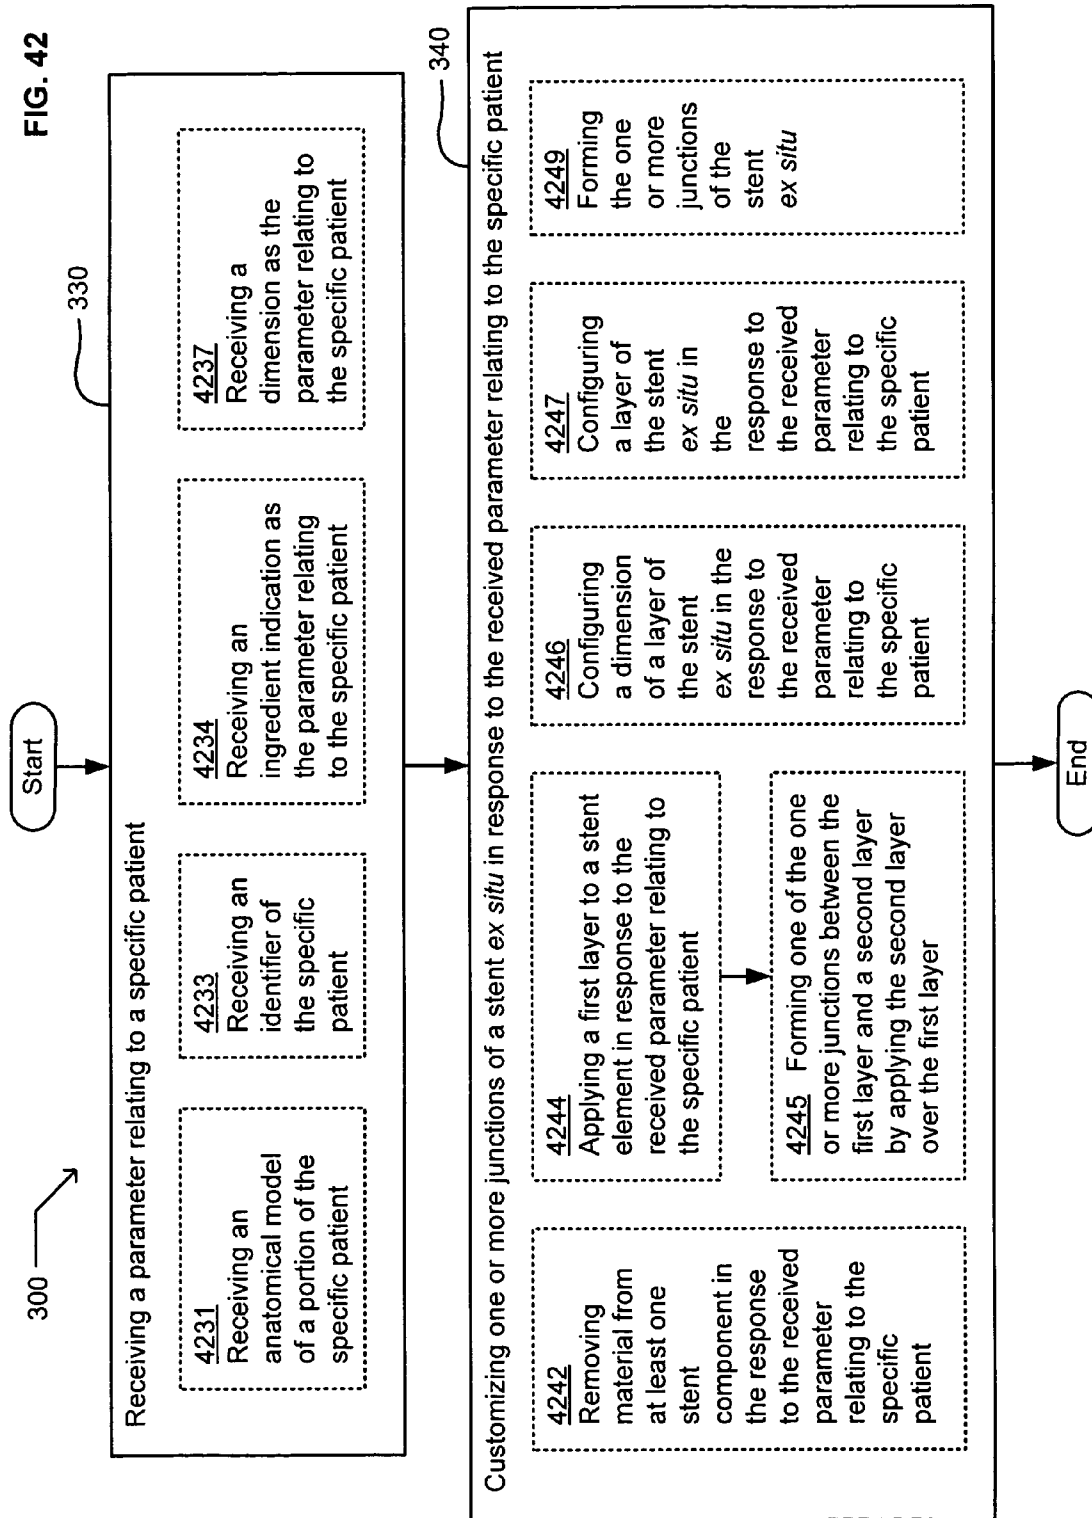 FIG. 42
300
Start
330
Receiving a parameter relating to a specific patient
4231
Receiving an
anatomical model
of a portion of the
specific patient
4233
Receiving an
identifier of
the specific
patient
4234
Receiving an
ingredient indication as
the parameter relating
to the specific patient
4237
Receiving a
dimension as the
parameter relating to
the specific patient
340
Customizing one or more junctions of a stent ex situ in response to the received parameter relating to the specific patient
4242
Removing
material from
at least one
stent
component in
the response
to the received
parameter
relating to the
specific
patient
4244 Applying a first layer to a stent
element in response to the
received parameter relating to
the specific patient
4245 Forming one of the one
or more junctions between the
first layer and a second layer
by applying the second layer
over the first layer
4246
Configuring
a dimension
of a layer of
the stent
ex situ in the
response to
the received
parameter
relating to
the specific
patient
4247
Configuring
a layer of
the stent
ex situ in
the
response to
the received
parameter
relating to
the specific
patient
4249
Forming
the one
or more
junctions
of the
stent
ex situ
End